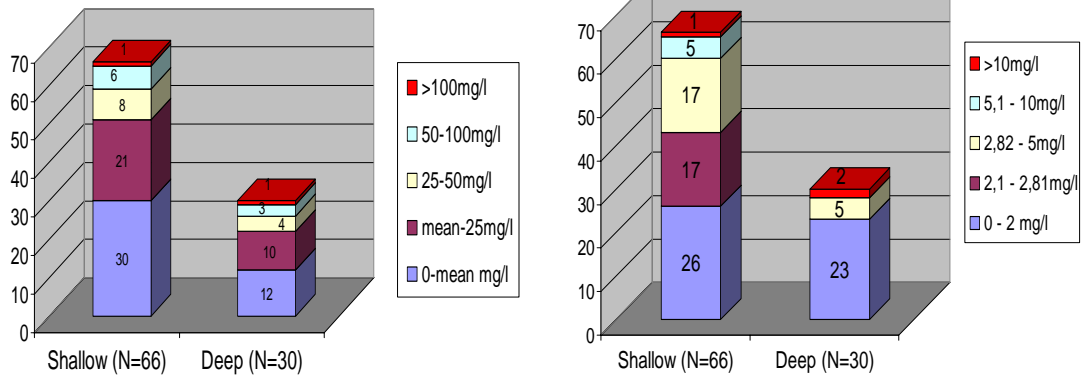 70
60
50
40
30
20
10
0
1
6
8
21
30
1
3
4
10
12
Shallow (N=66) Deep (N=30)
>100mg/l
50-100mg/l
25-50mg/l
mean-25mg/l
0-mean mg/l
70
60
50
40
30
20
10
0
1
5
17
17
26
2
5
23
Shallow (N=66) Deep (N=30)
>10mg/l
5,1 - 10mg/l
2,82 - 5mg/l
2,1 - 2,81mg/l
0 - 2 mg/l